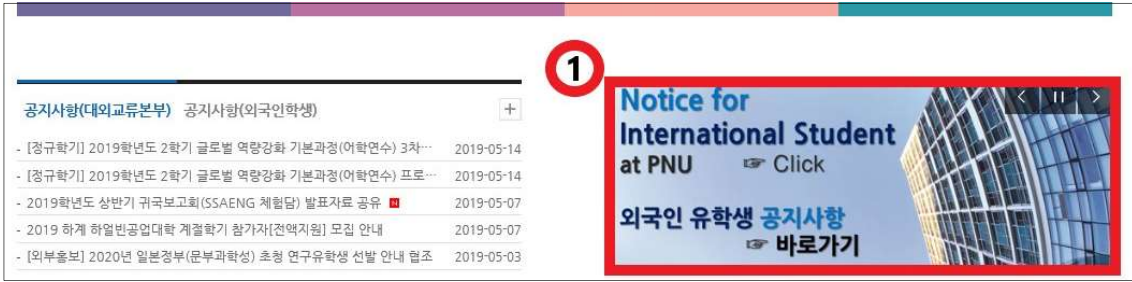 공지사항(대외교류본부) 공지사항(외국인학생) +
- [정규학기] 2019학년도 2학기 글로벌 역량강화 기본과정(어학연수) 3차··· 2019-05-14
- [정규학기] 2019학년도 2학기 글로벌 역량강화 기본과정(어학연수) 프로··· 2019-05-14
- 2019학년도 상반기 귀국보고회(SSAENG 체험담) 발표자료 공유 N 2019-05-07
- 2019 하계 하얼빈공업대학 계절학기 참가자[전액지원] 모집 안내 2019-05-07
- [외부홍보] 2020년 일본정부(문부과학성) 초청 연구유학생 선발 안내 협조 2019-05-03
1
Notice for
International Student
at PNU ☞ Click
외국인 유학생 공지사항
☞ 바로가기